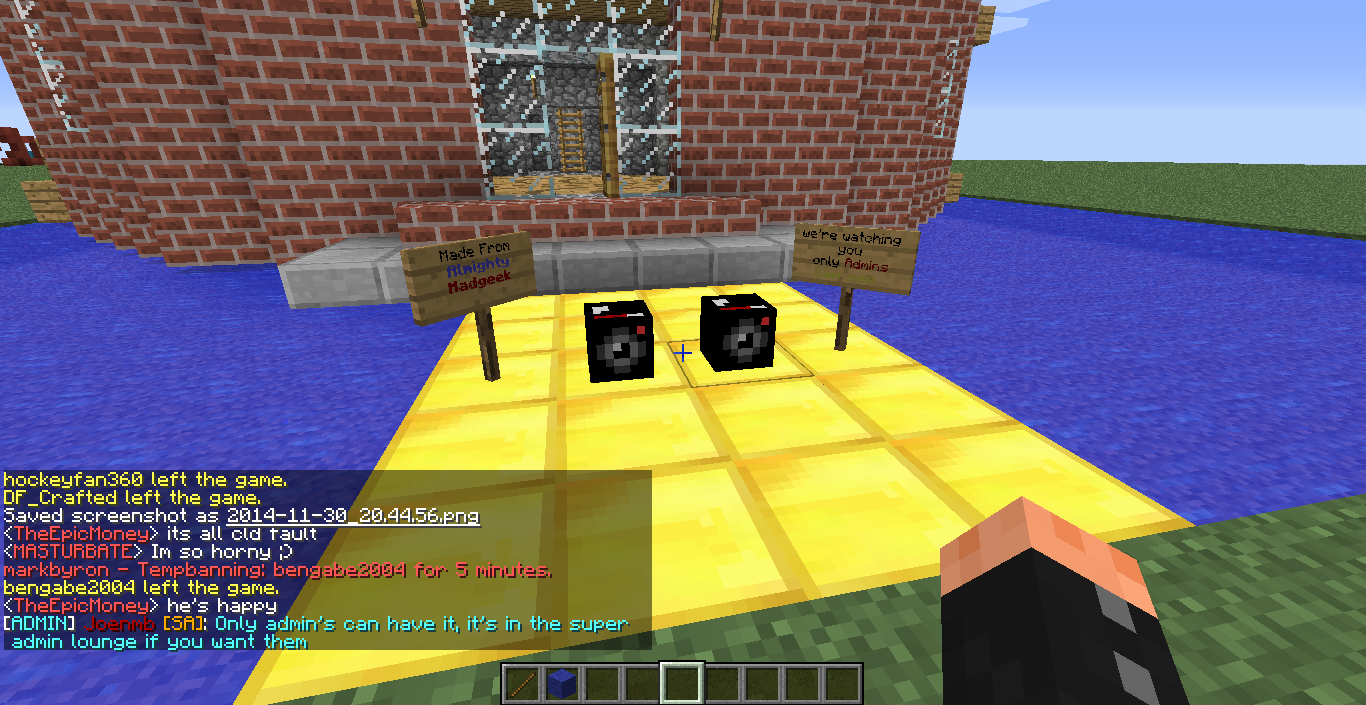 Made From
Almighty
Madgeek
we're watching
you
only Admins
hockeyfan360 left the game.
DF_Crafted left the game.
Saved screenshot as 2014-11-30_20.44.56.png
<TheEpicMoney> its all cld fault
<MASTURBATE> Im so horny ;)
markbyron - Tempbanning: bengabe2004 for 5 minutes.
bengabe2004 left the game.
<TheEpicMoney> he's happy
[ADMIN] Joenmb [SA]: Only admin's can have it, it's in the super
admin lounge if you want them